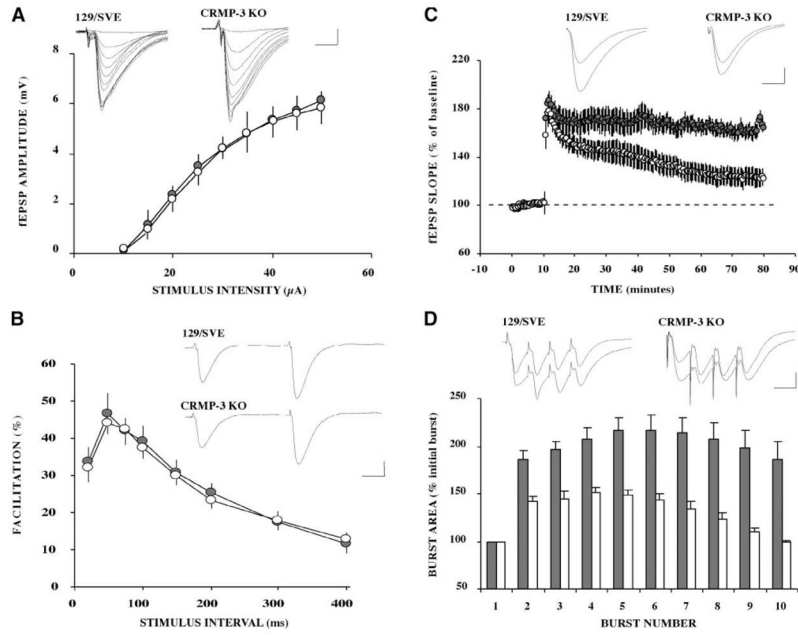 A
129/SVE
CRMP-3 KO
fEPSP AMPLITUDE (mV)
8
6
4
2
0
0
20
40
60
STIMULUS INTENSITY (µA)
B
129/SVE
CRMP-3 KO
FACILITATION (%)
60
50
40
30
20
10
0
0
100
200
300
400
STIMULUS INTERVAL (ms)
C
129/SVE
CRMP-3 KO
fEPSP SLOPE (% of baseline)
220
180
140
100
60
-10
0
10
20
30
40
50
60
70
80
90
TIME (minutes)
D
129/SVE
CRMP-3 KO
BURST AREA (% initial burst)
250
200
150
100
50
1
2
3
4
5
6
7
8
9
10
BURST NUMBER